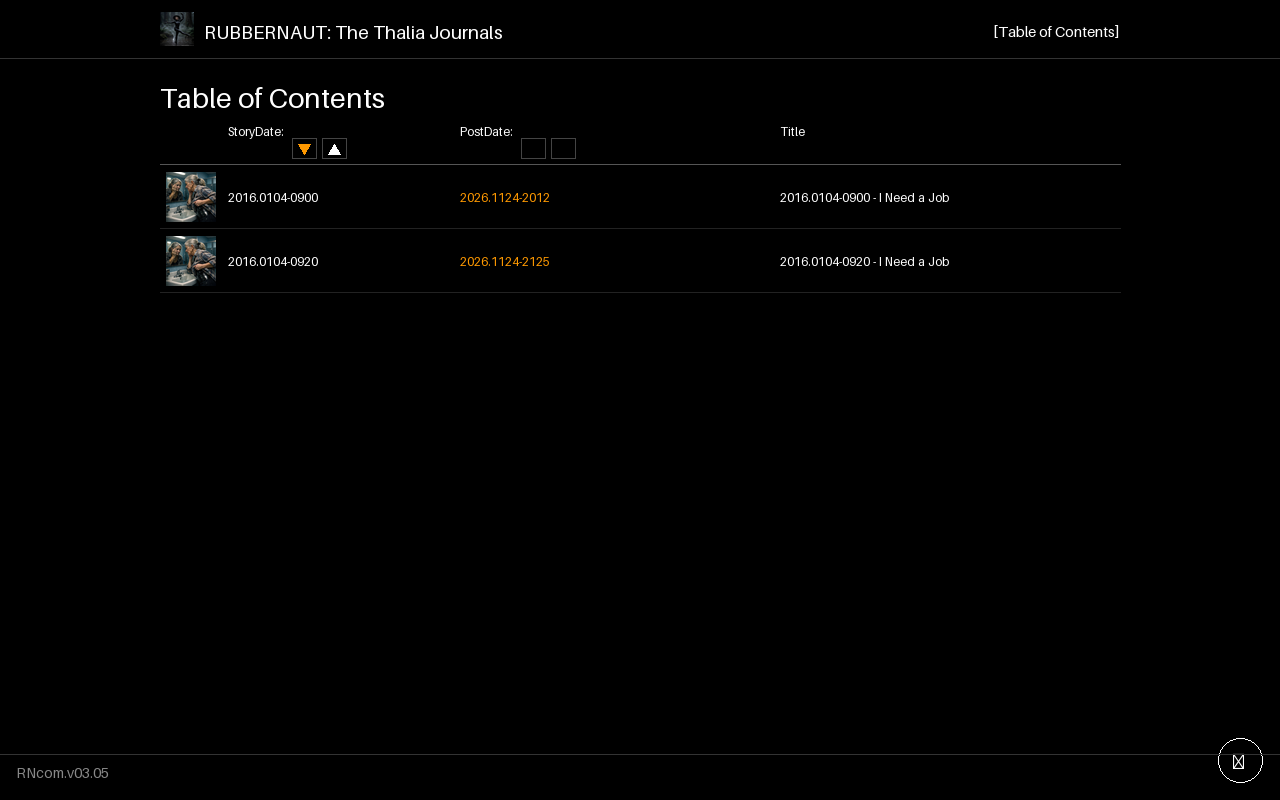 RUBBERNAUT: The Thalia Journals
[Table of Contents]
Table of Contents
StoryDate:
PostDate:
Title
▼ ▲
2016.0104-0900
2026.1124-2012
2016.0104-0900 - I Need a Job
2016.0104-0920
2026.1124-2125
2016.0104-0920 - I Need a Job
RNcom.v03.05